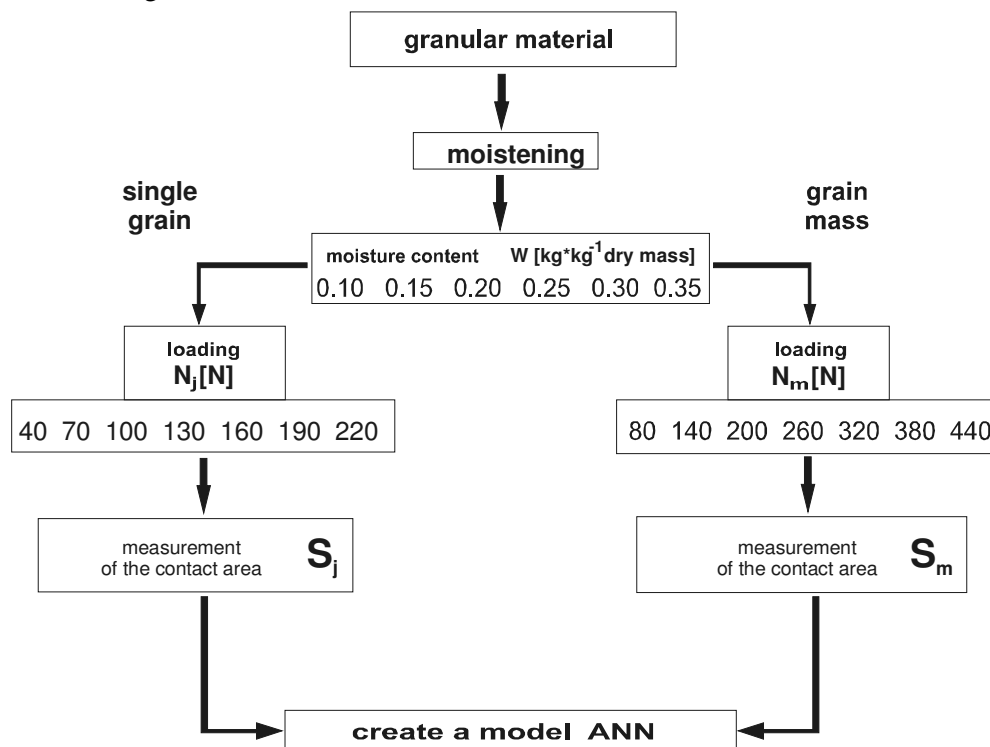 granular material
moistening
single
grain
grain
mass
moisture content W [kg*kg⁻¹dry mass]
0.10 0.15 0.20 0.25 0.30 0.35
loading
Nj[N]
40 70 100 130 160 190 220
loading
Nm[N]
80 140 200 260 320 380 440
measurement
of the contact area Sj
measurement
of the contact area Sm
create a model ANN